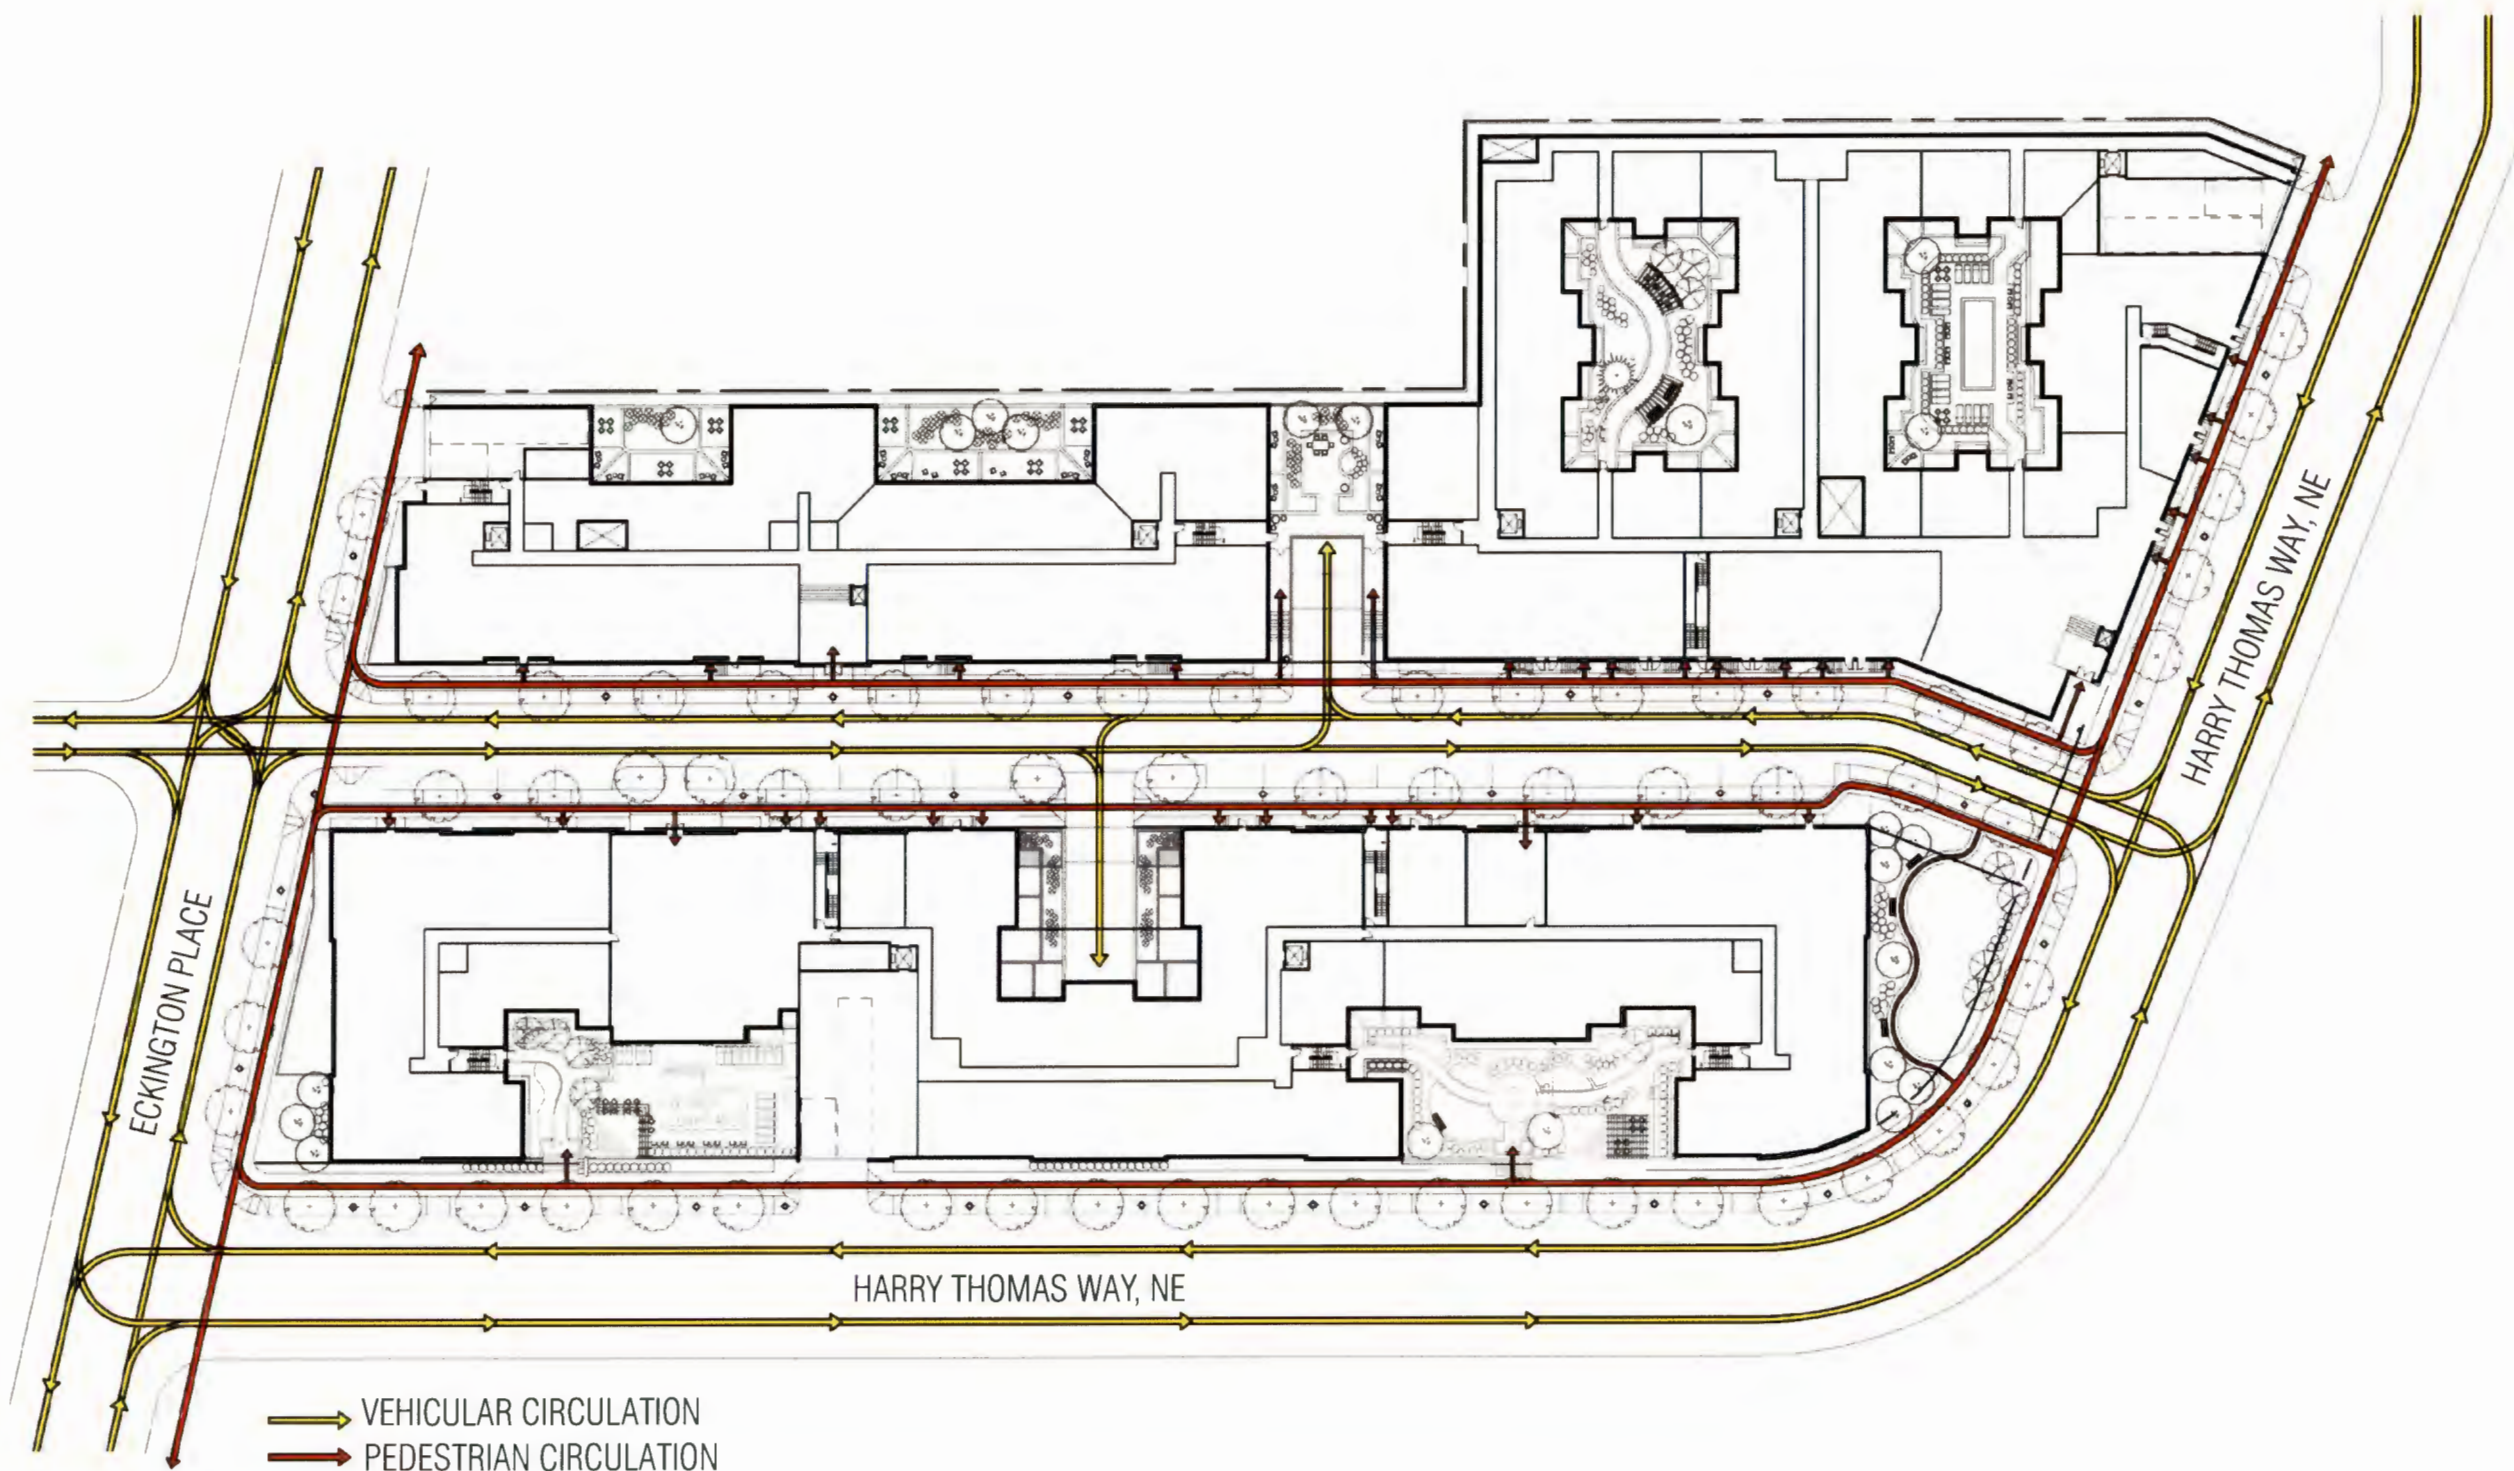 HARRY THOMAS WAY, NE
ECKINGTON PLACE
HARRY THOMAS WAY, NE
VEHICULAR CIRCULATION
PEDESTRIAN CIRCULATION